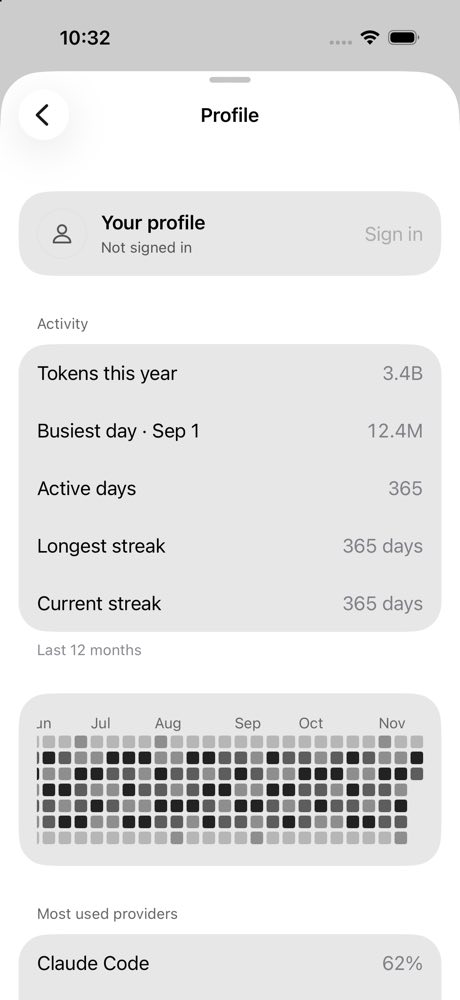 10:32
Profile
Your profile
Not signed in
Sign in
Activity
Tokens this year 3.4B
Busiest day · Sep 1 12.4M
Active days 365
Longest streak 365 days
Current streak 365 days
Last 12 months
un Jul Aug Sep Oct Nov
Most used providers
Claude Code 62%